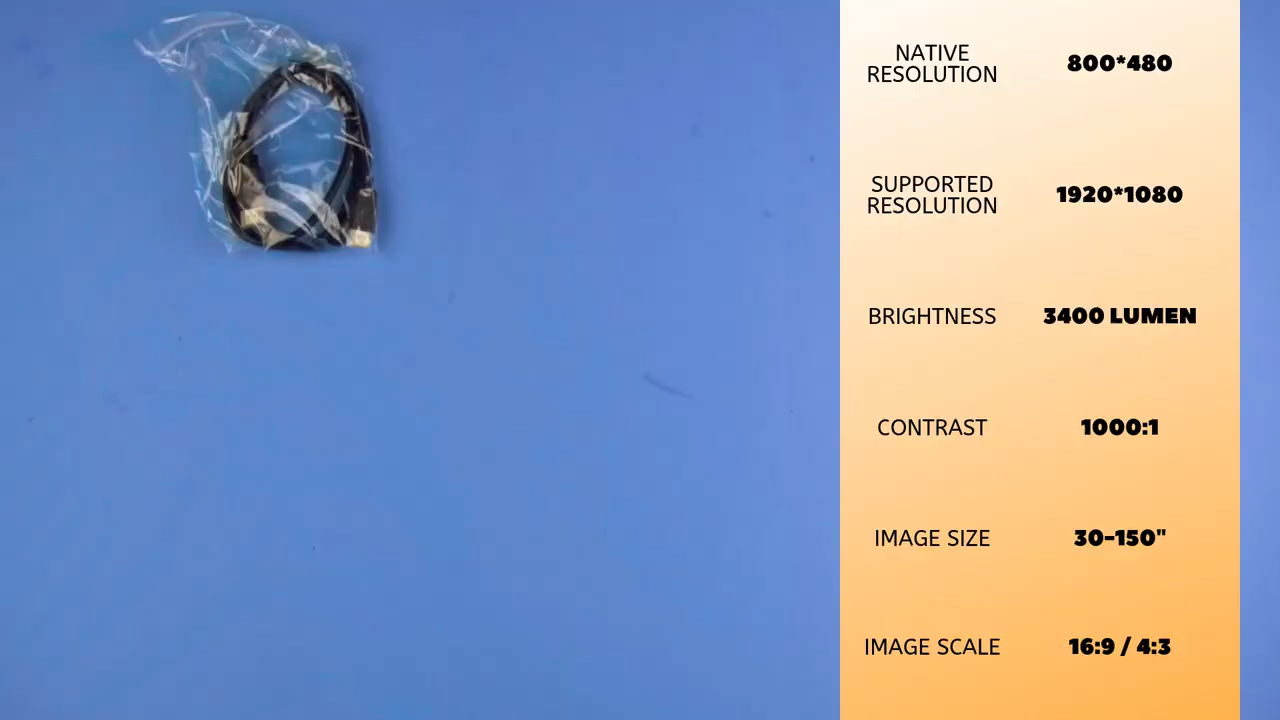 NATIVE
RESOLUTION
800*480
SUPPORTED
RESOLUTION
1920*1080
BRIGHTNESS
3400 LUMEN
CONTRAST
1000:1
IMAGE SIZE
30-150"
IMAGE SCALE
16:9 / 4:3